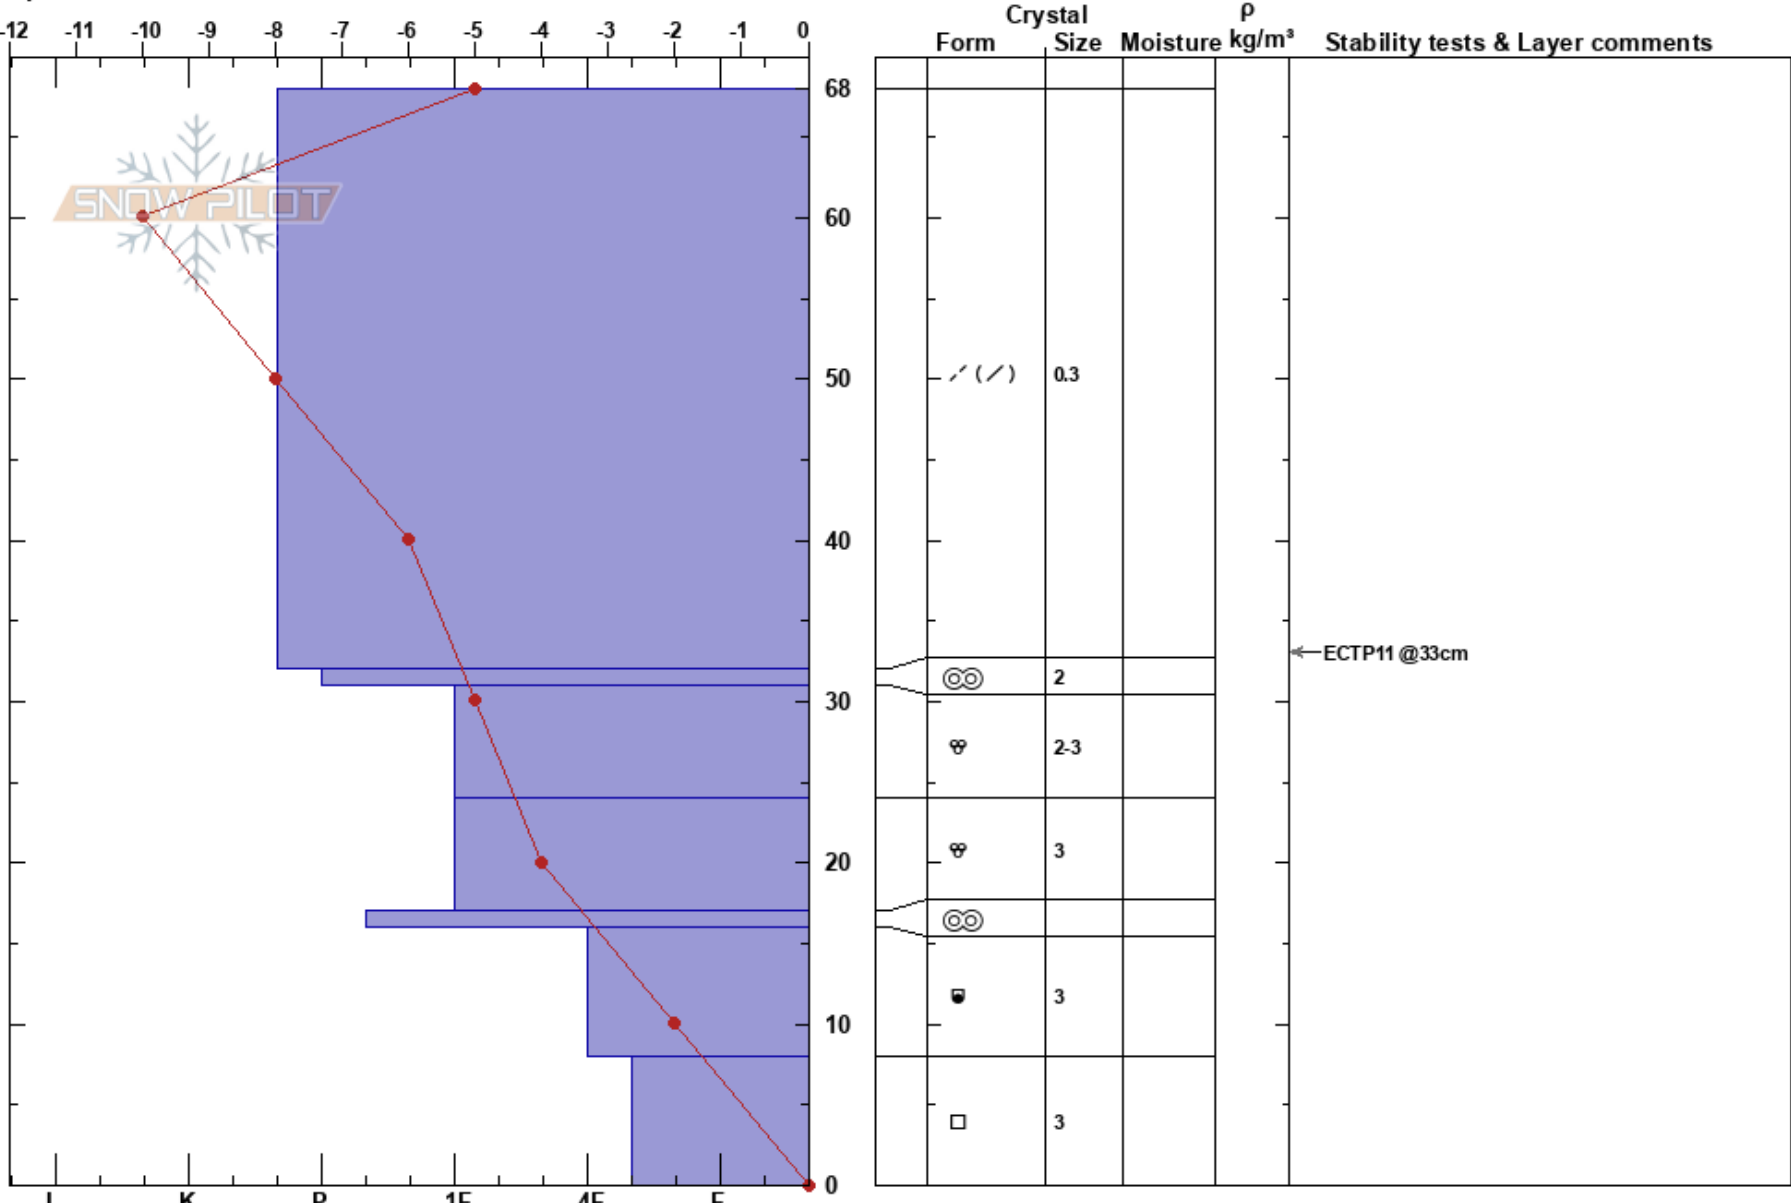 Crystal ρ
-12 -11 -10 -9 -8 -7 -6 -5 -4 -3 -2 -1 0 Form Size Moisture kg/m³ Stability tests & Layer comments
68
SNOW PILOT
60
50 0.3
40
ECTP11 @33cm
2
30
2-3
3
20
3
10
3
0
I K P 1F 4F F